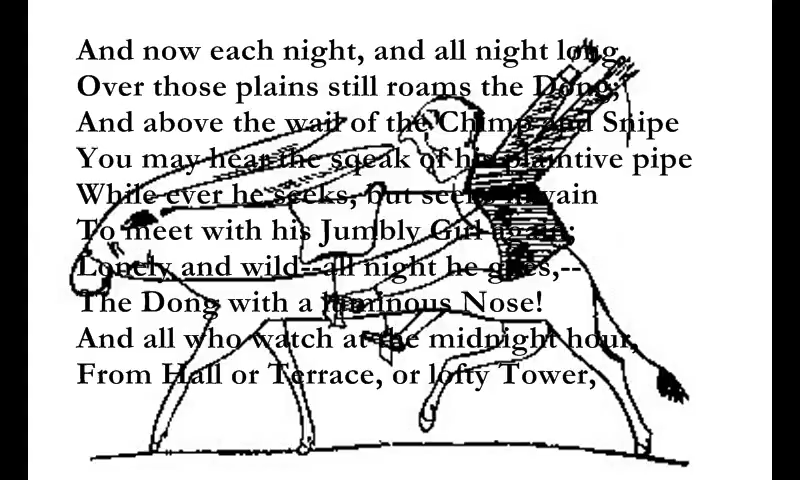 And now each night, and all night long,
Over those plains still roams the Dong;
And above the wail of the Chimp and Snipe
You may hear the sqeak of his plaintive pipe
While ever he seeks, but seeks in vain
To meet with his Jumbly Girl again;
Lonely and wild--all night he goes,--
The Dong with a luminous Nose!
And all who watch at the midnight hour,
From Hall or Terrace, or lofty Tower,